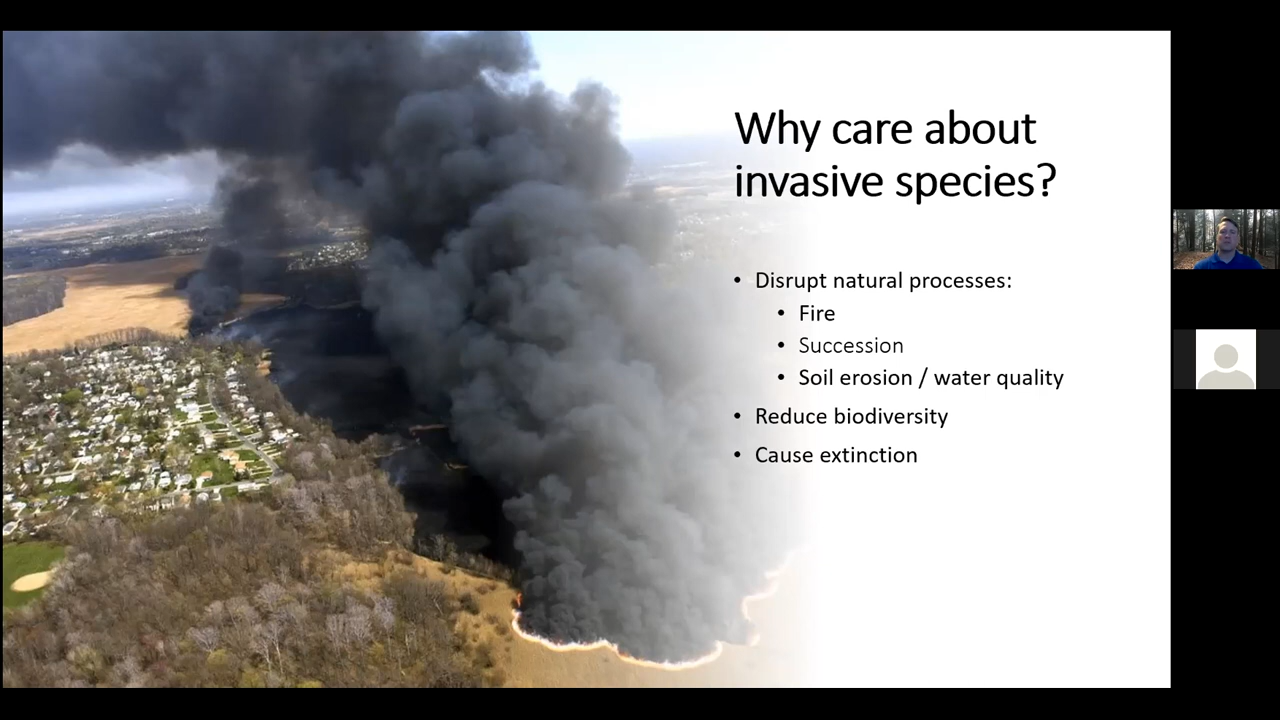 Why care about
invasive species?
• Disrupt natural processes:
• Fire
• Succession
• Soil erosion / water quality
• Reduce biodiversity
• Cause extinction